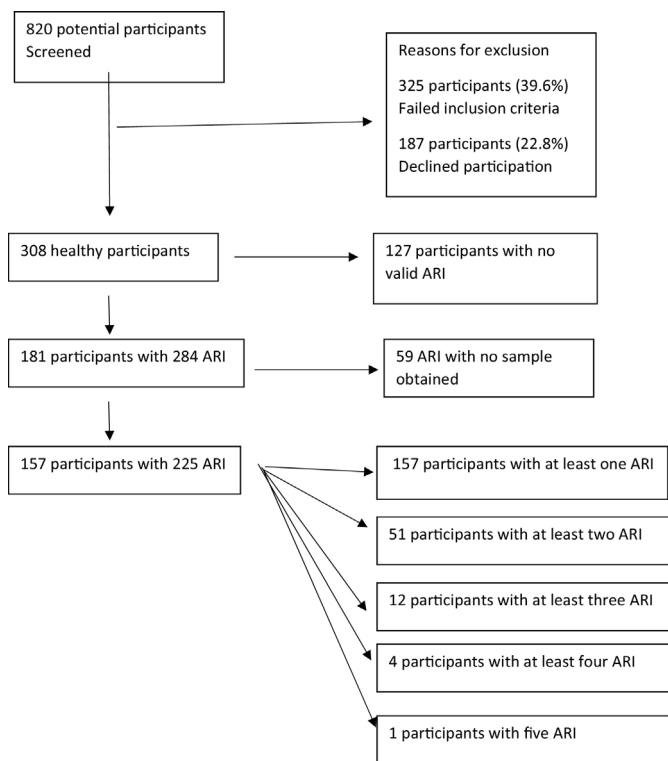 820 potential participants
Screened
Reasons for exclusion
325 participants (39.6%)
Failed inclusion criteria
187 participants (22.8%)
Declined participation
308 healthy participants
127 participants with no
valid ARI
181 participants with 284 ARI
59 ARI with no sample
obtained
157 participants with 225 ARI
157 participants with at least one ARI
51 participants with at least two ARI
12 participants with at least three ARI
4 participants with at least four ARI
1 participants with five ARI